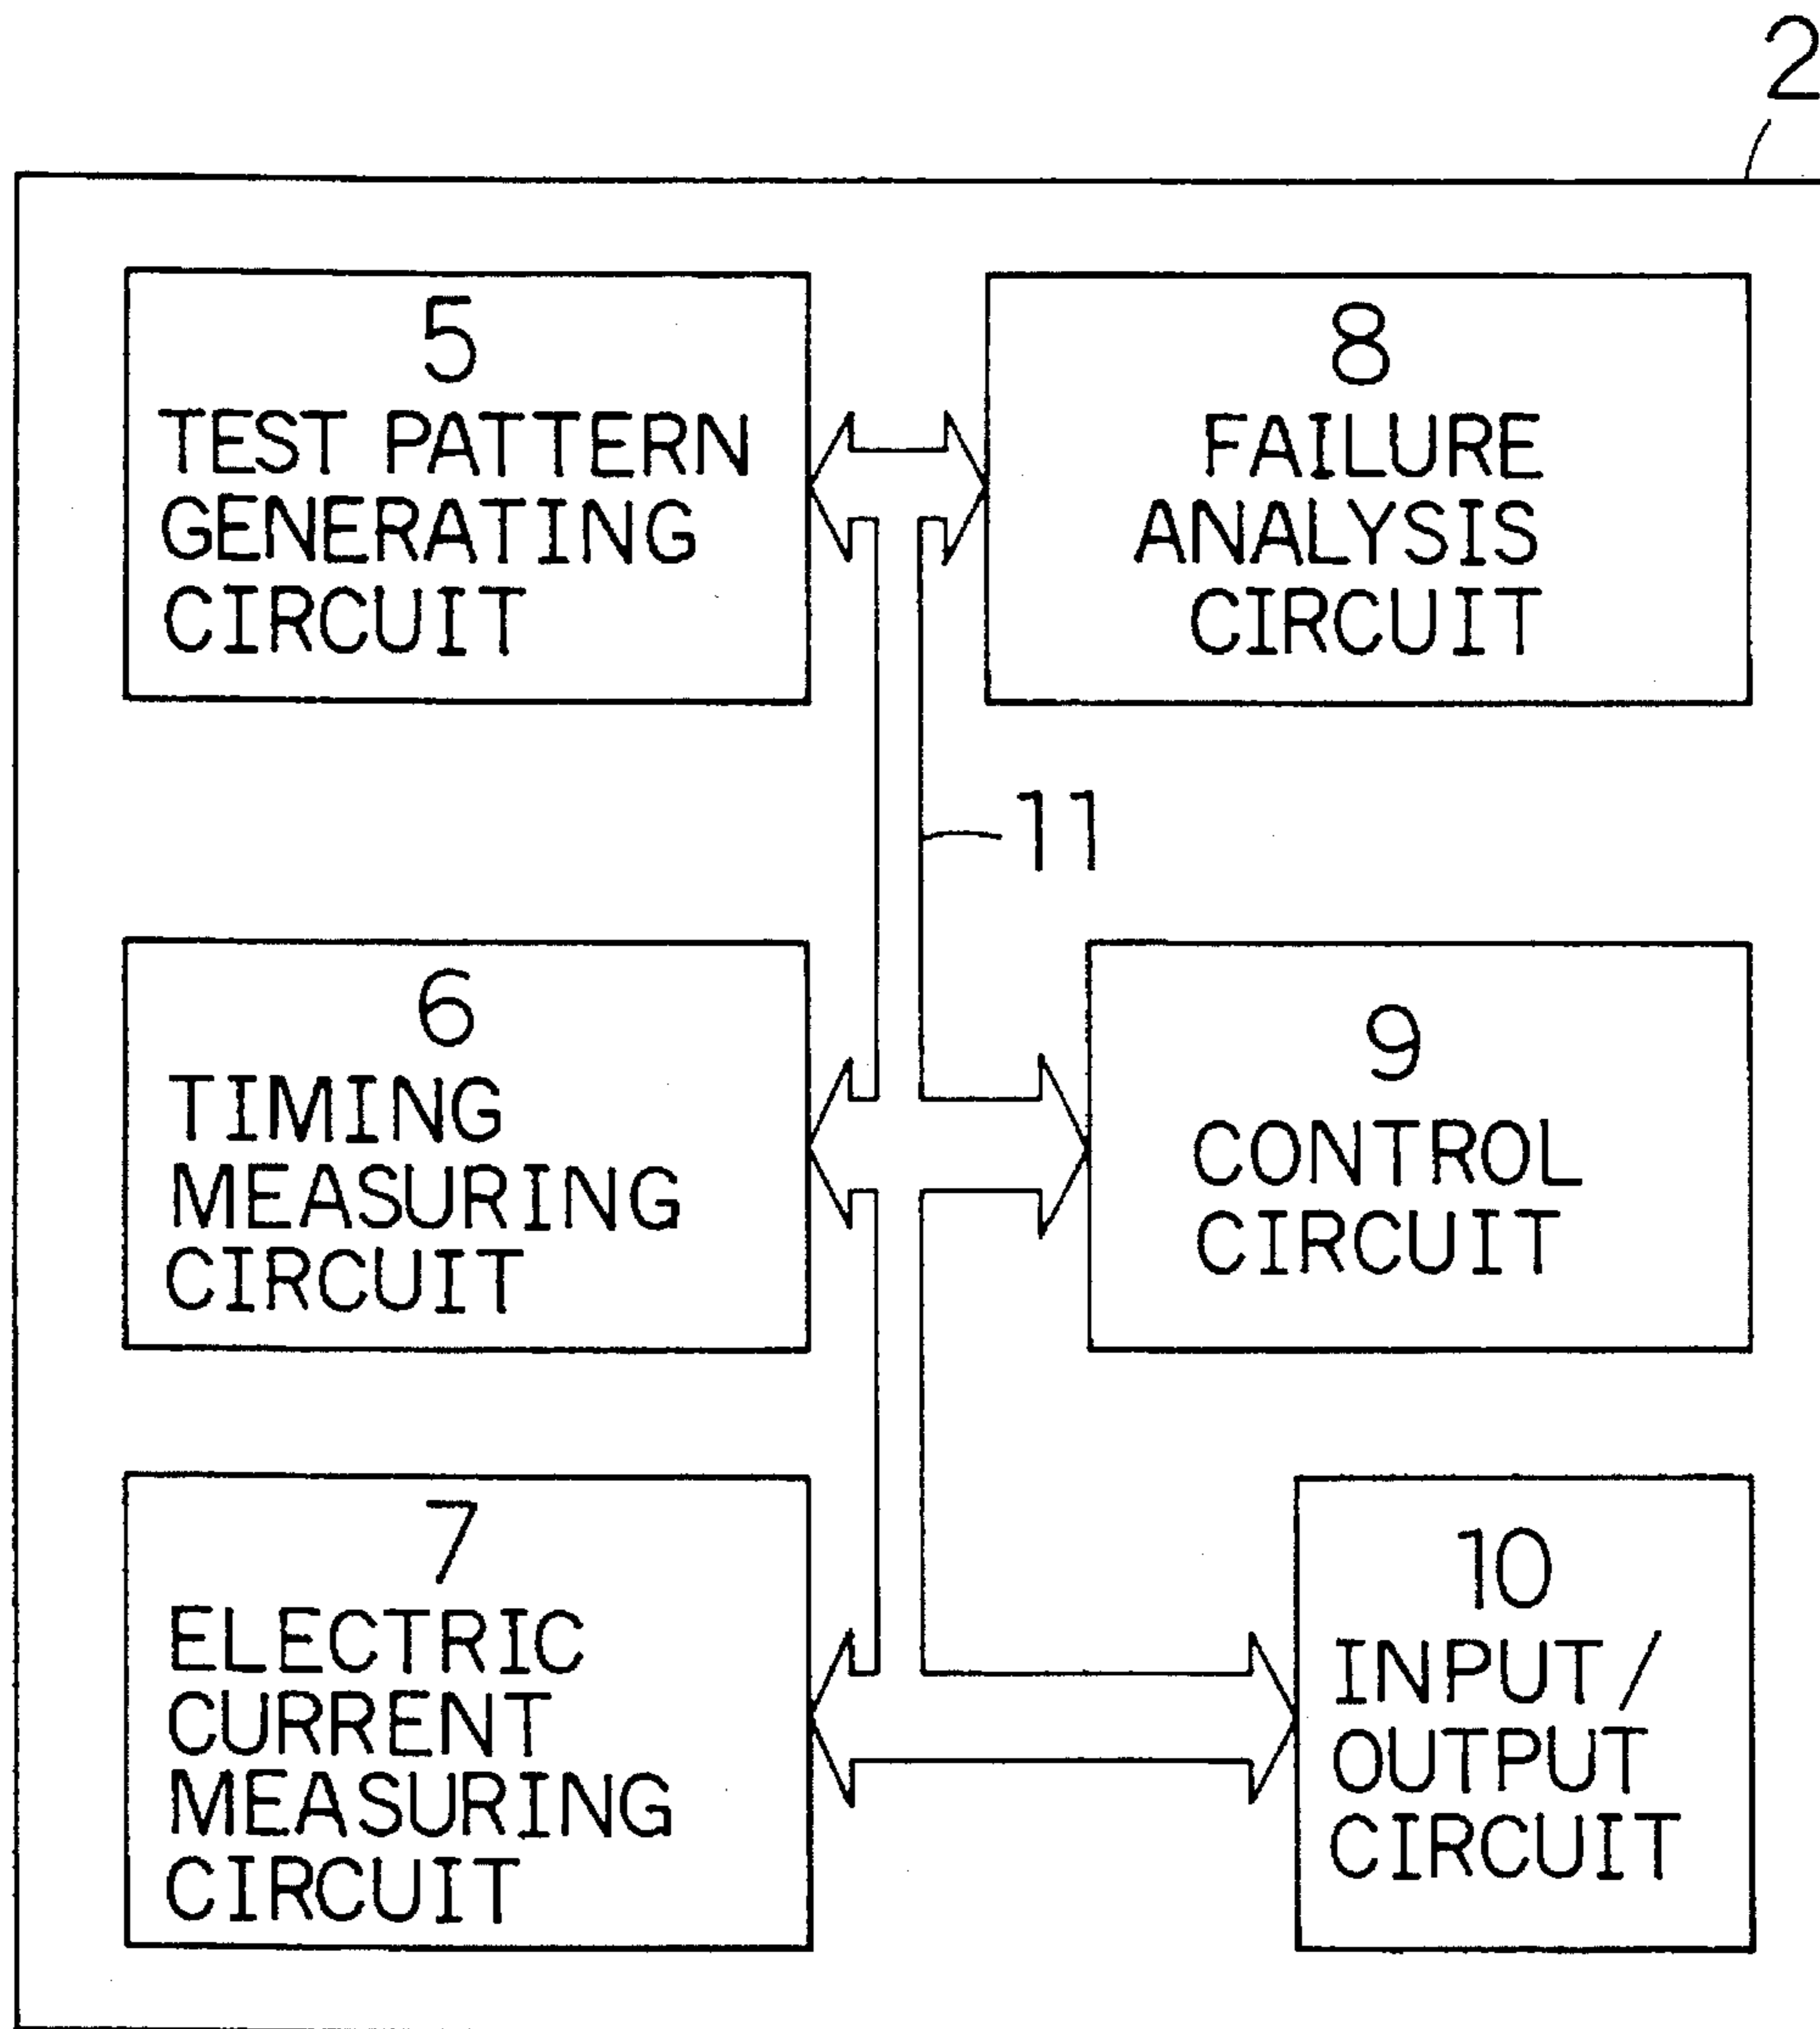 2
5
TEST PATTERN
GENERATING
CIRCUIT
8
FAILURE
ANALYSIS
CIRCUIT
11
6
TIMING
MEASURING
CIRCUIT
9
CONTROL
CIRCUIT
7
ELECTRIC
CURRENT
MEASURING
CIRCUIT
10
INPUT/
OUTPUT
CIRCUIT